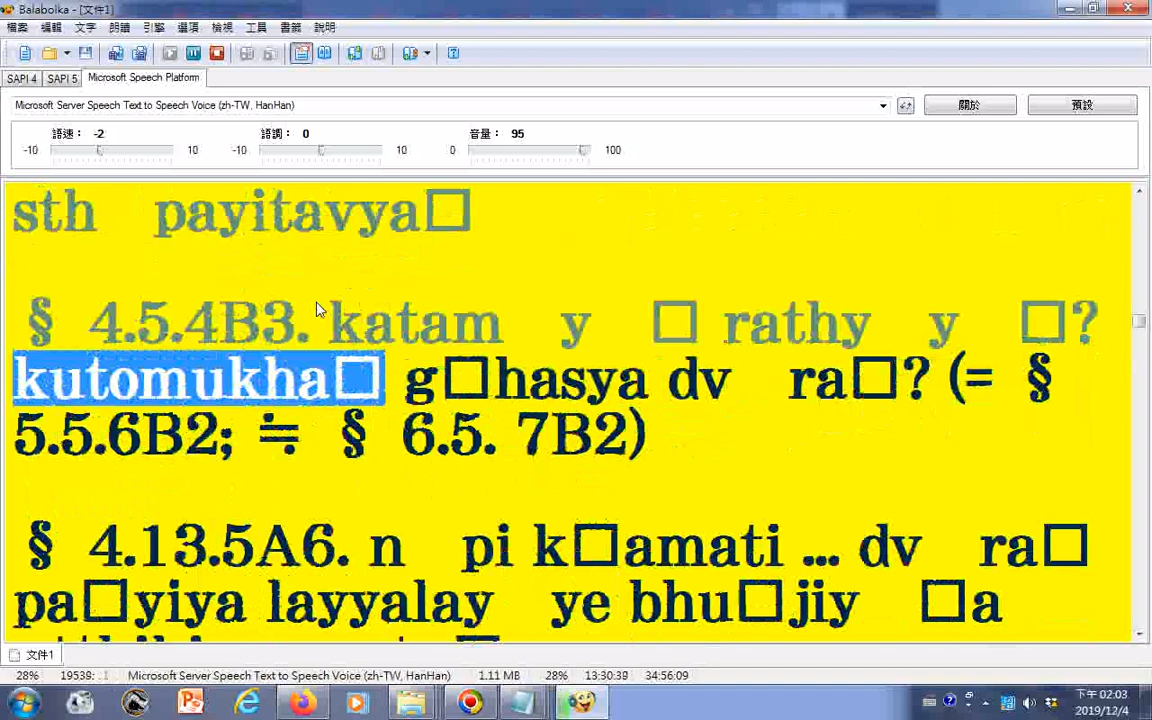 Balabolka - [文件1]
檔案 編輯 文字 朗讀 引擎 選項 檢視 工具 書籤 說明
SAPI 4 SAPI 5 Microsoft Speech Platform
Microsoft Server Speech Text to Speech Voice (zh-TW, HanHan) 關於 預設
語速： -2 語調： 0 音量： 95
-10 10 -10 10 0 100
sth payitavya□
§ 4.5.4B3. katam y □ rathy y □?
kutomukha□ g□hasya dv ra□? (= §
5.5.6B2; ≒ § 6.5. 7B2)
§ 4.13.5A6. n pi k□amati ... dv ra□
pa□yiya layyalay ye bhu□jiy □a
文件1
28% 19539: 1 Microsoft Server Speech Text to Speech Voice (zh-TW, HanHan) 1.11 MB 28% 13:30:39 34:56:09
下午 02:03
2019/12/4